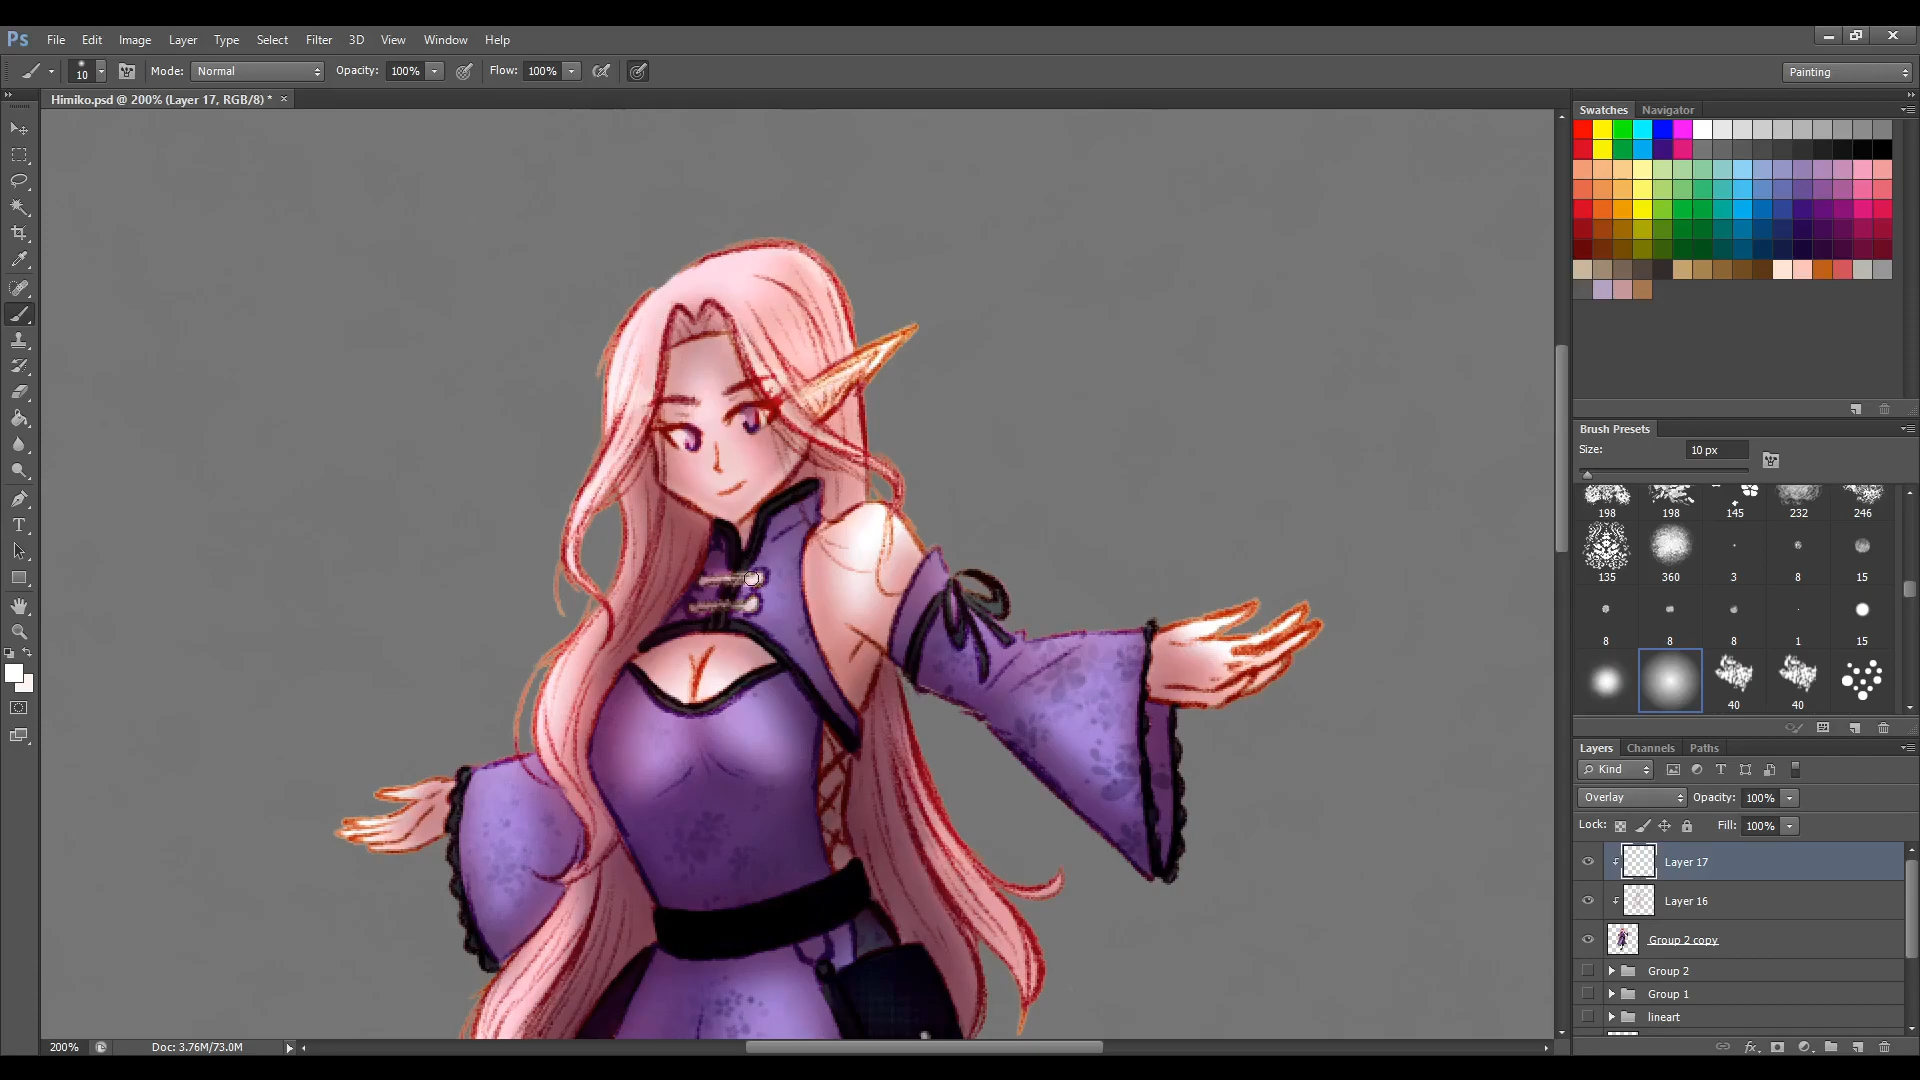 Ps File Edit Image Layer Type Select Filter 3D View Window Help
10 Mode: Normal Opacity: 100% Flow: 100% Painting
Himiko.psd @ 200% (Layer 17, RGB/8) * ×
Swatches Navigator
Brush Presets
Size: 10 px
198 198 145 232 246
135 360 3 8 15
8 8 8 1 15
40 40
Layers Channels Paths
Kind
Overlay Opacity: 100%
Lock: Fill: 100%
Layer 17
Layer 16
Group 2 copy
Group 2
Group 1
lineart
200% Doc: 3.76M/73.0M